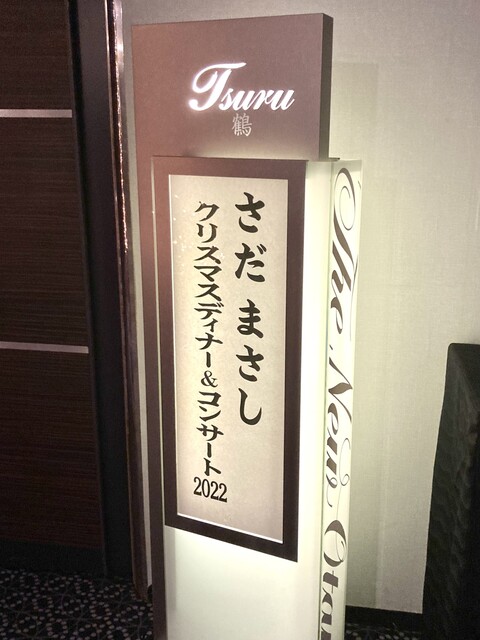 Tsuru
鶴
さだ まさし
クリスマスディナー&コンサート
2022
The New Otan